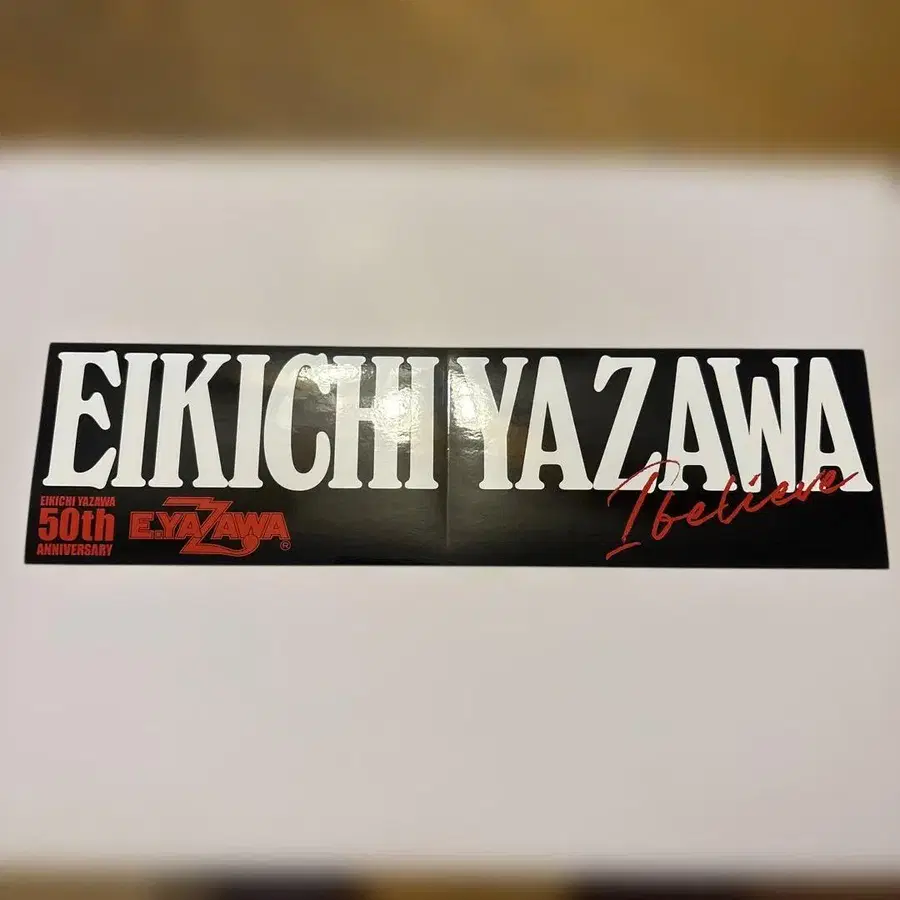 EIKICHI YAZAWA
I believe
EIKICHI YAZAWA
50th
ANNIVERSARY
E.YAZAWA®